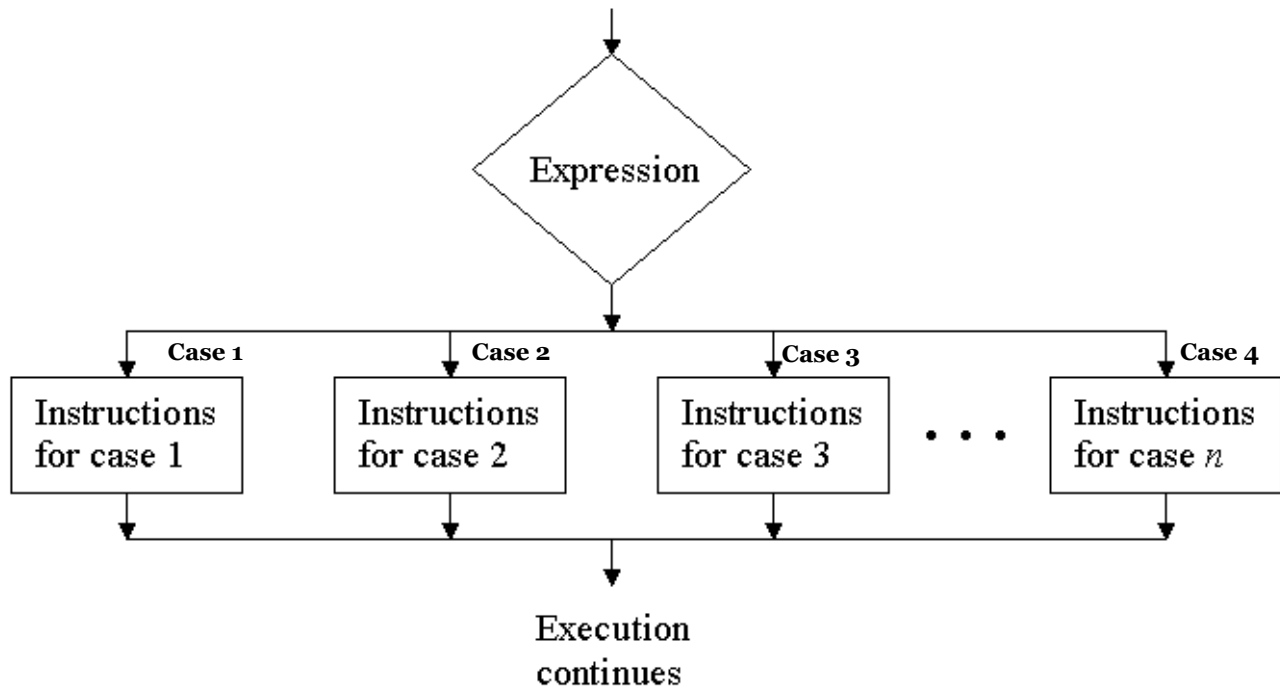 Expression
Case 1
Case 2
Case 3
Case 4
Instructions
for case 1
Instructions
for case 2
Instructions
for case 3
• • •
Instructions
for case n
Execution
continues